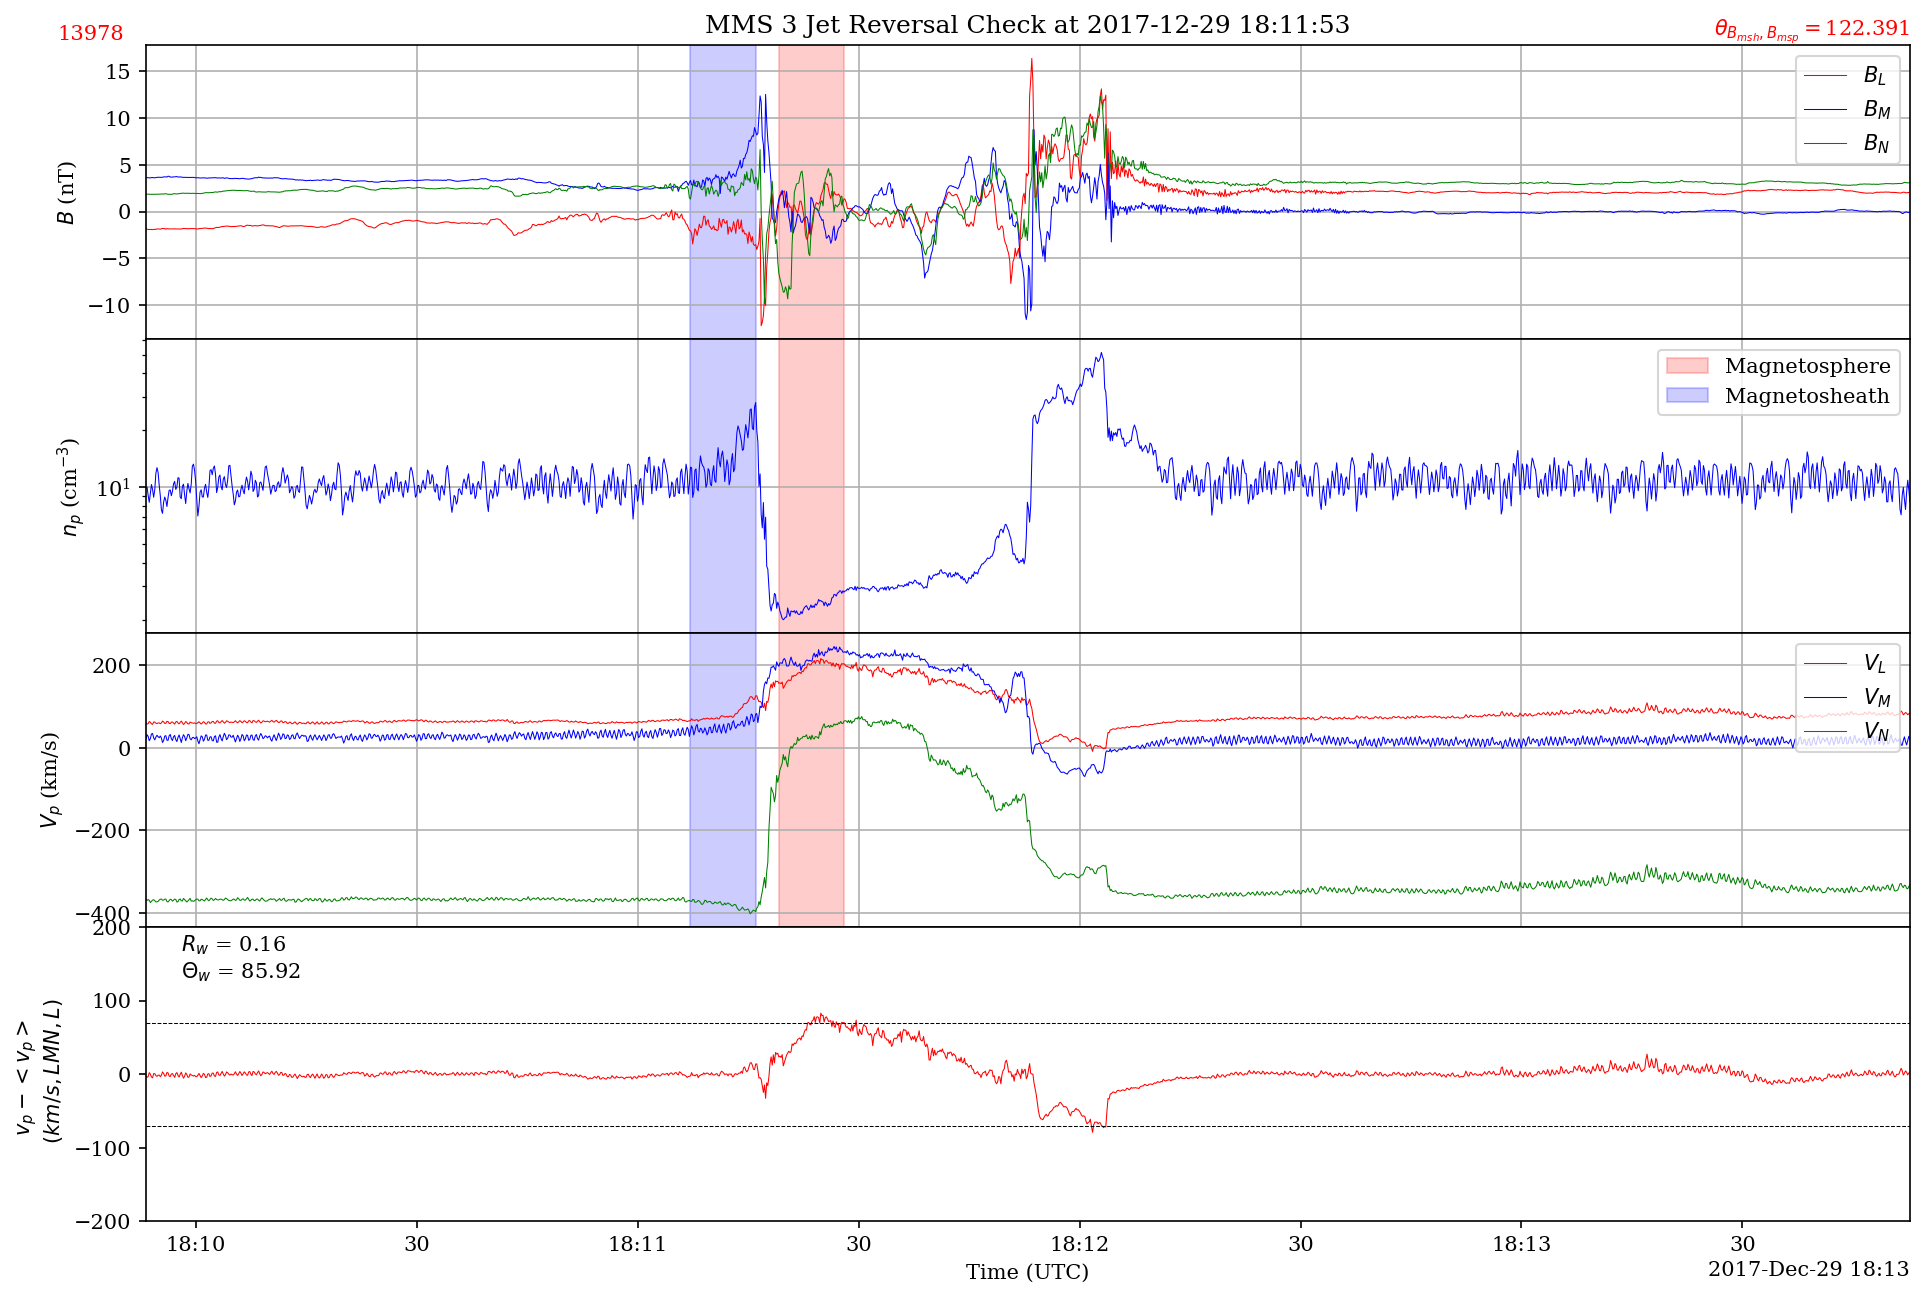 MMS 3 Jet Reversal Check at 2017-12-29 18:11:53
13978
θ_{B_{msh}, B_{msp}} = 122.391
15
10
5
0
−5
−10
B (nT)
B_L
B_M
B_N
10^1
n_p (cm^{−3})
Magnetosphere
Magnetosheath
200
0
−200
−400
V_p (km/s)
V_L
V_M
V_N
200
100
0
−100
−200
v_p − < v_p >
(km/s, LMN, L)
R_w = 0.16
Θ_w = 85.92
18:10 30 18:11 30 18:12 30 18:13 30
Time (UTC)
2017-Dec-29 18:13